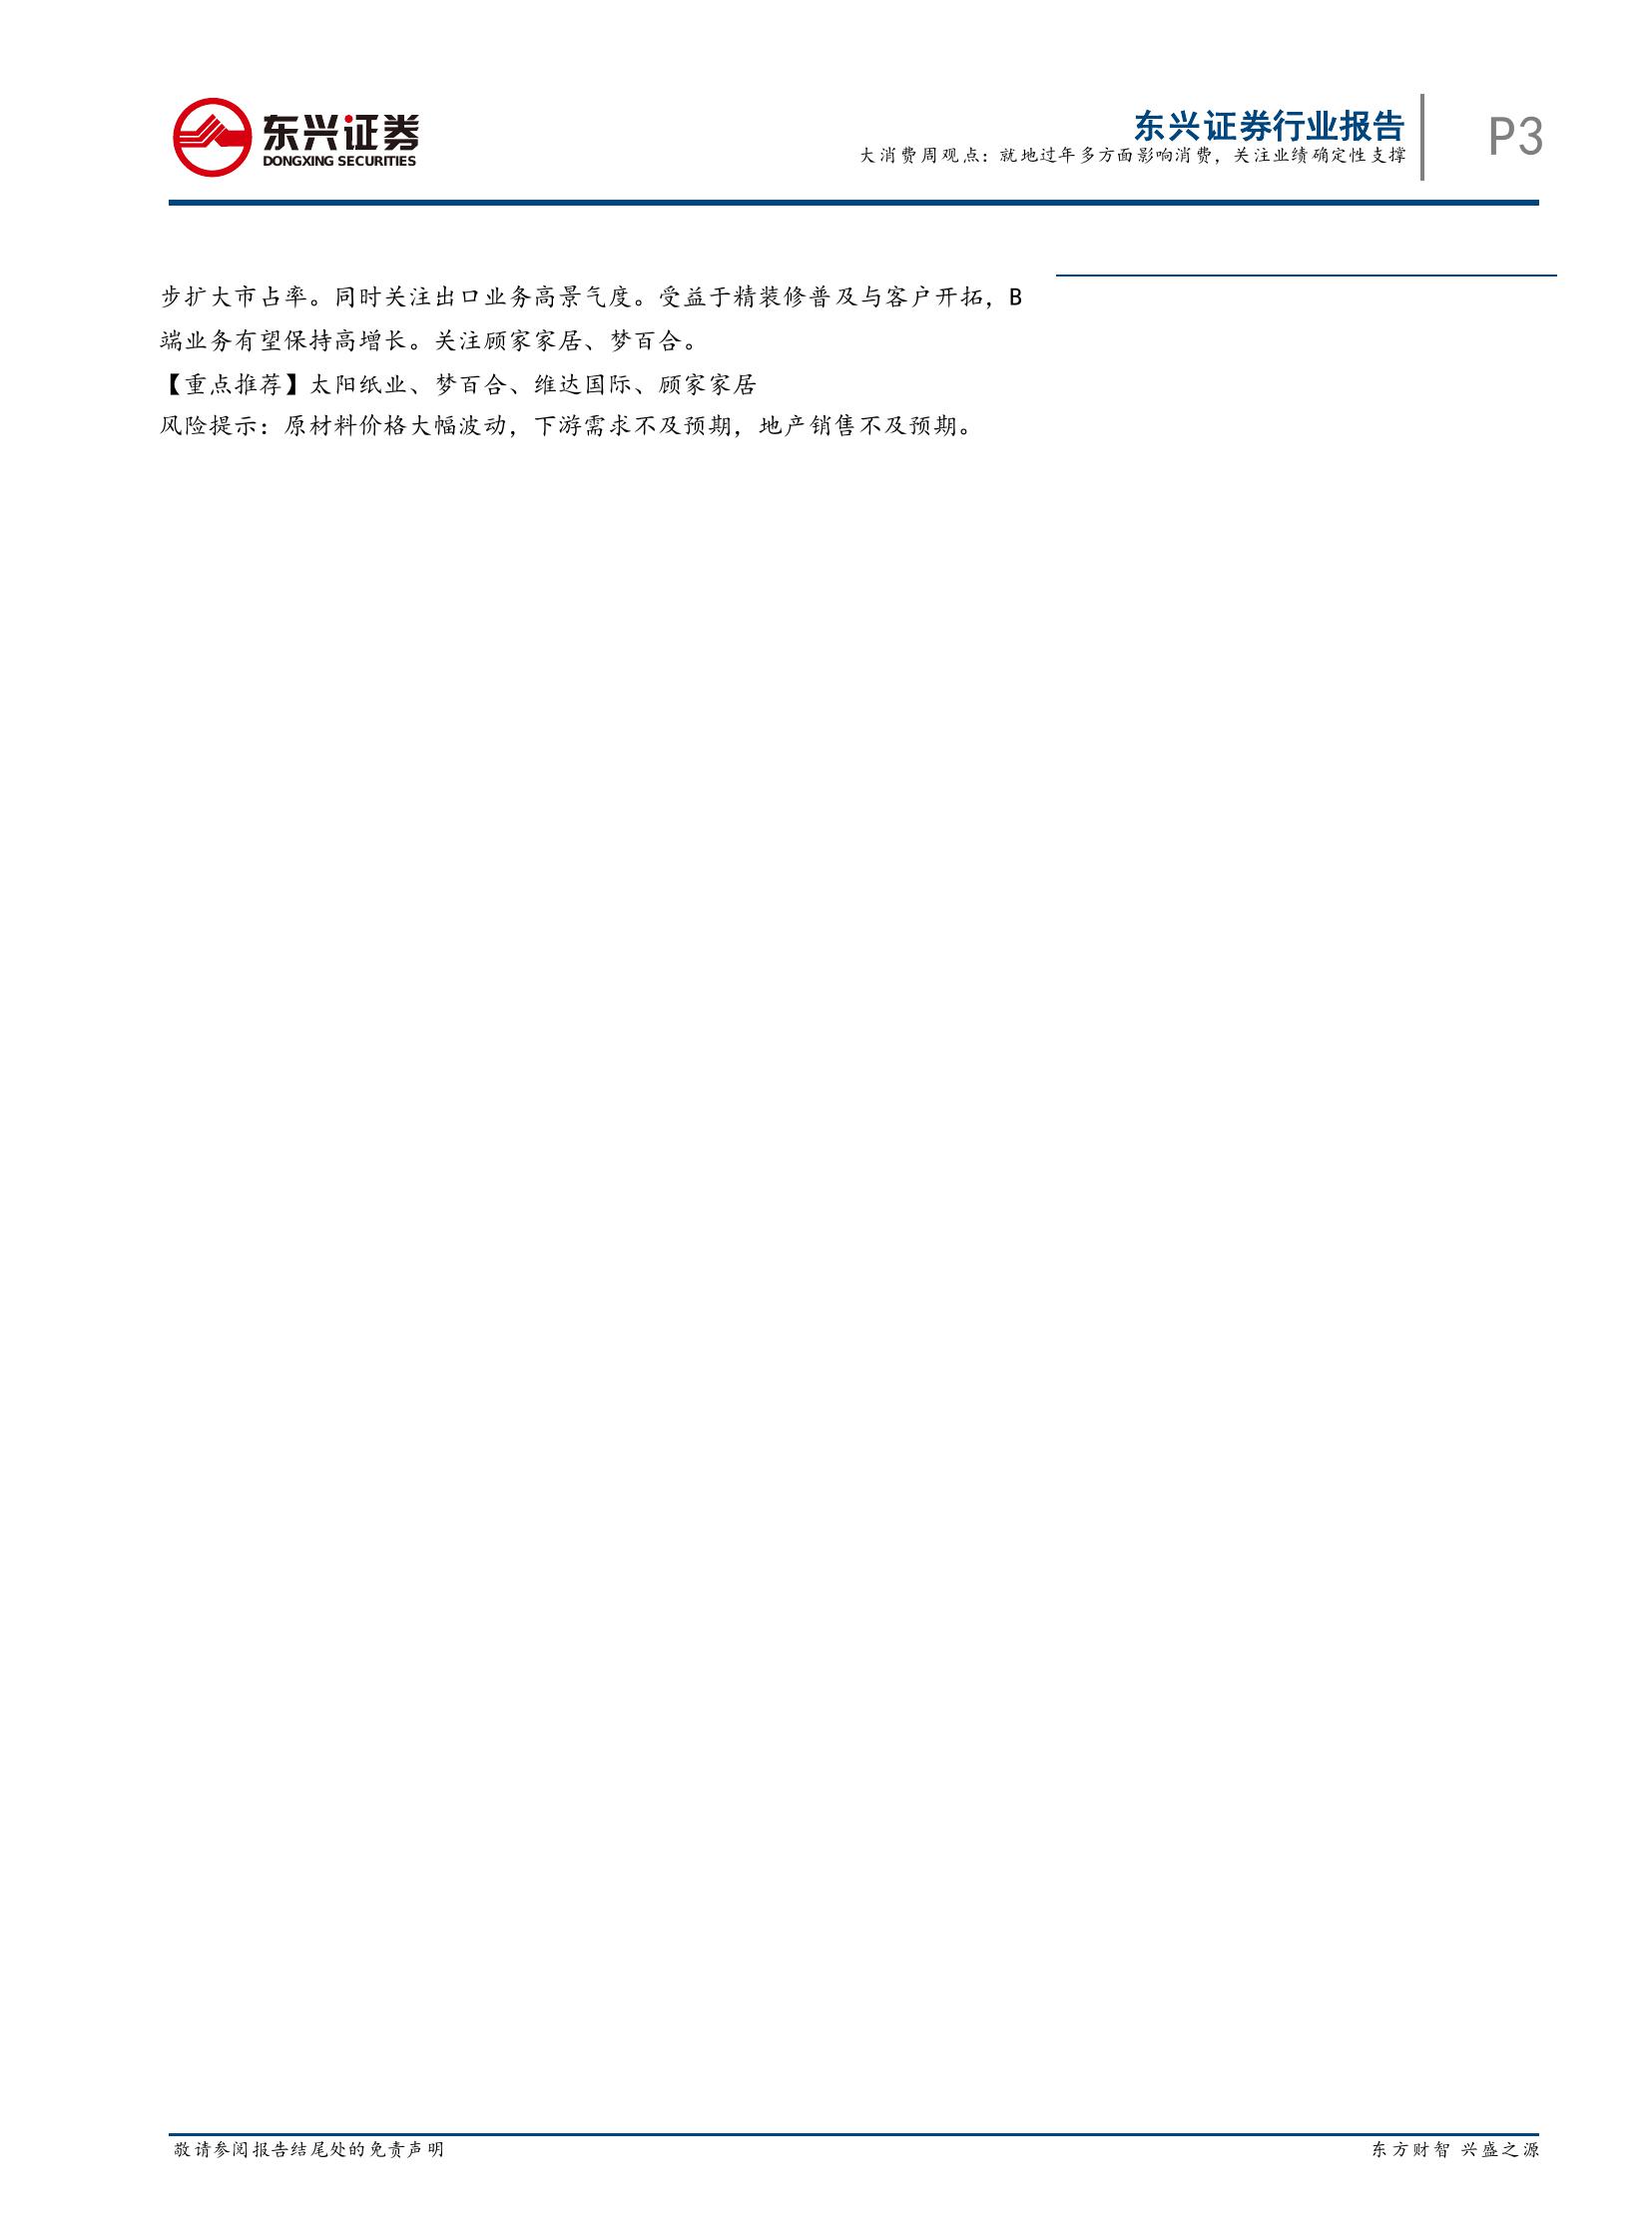 东兴证券
DONGXING SECURITIES
东兴证券行业报告
大消费周观点：就地过年多方面影响消费，关注业绩确定性支撑
P3
步扩大市占率。同时关注出口业务高景气度。受益于精装修普及与客户开拓，B
端业务有望保持高增长。关注顾家家居、梦百合。
【重点推荐】太阳纸业、梦百合、维达国际、顾家家居
风险提示：原材料价格大幅波动，下游需求不及预期，地产销售不及预期。
敬请参阅报告结尾处的免责声明
东方财智 兴盛之源